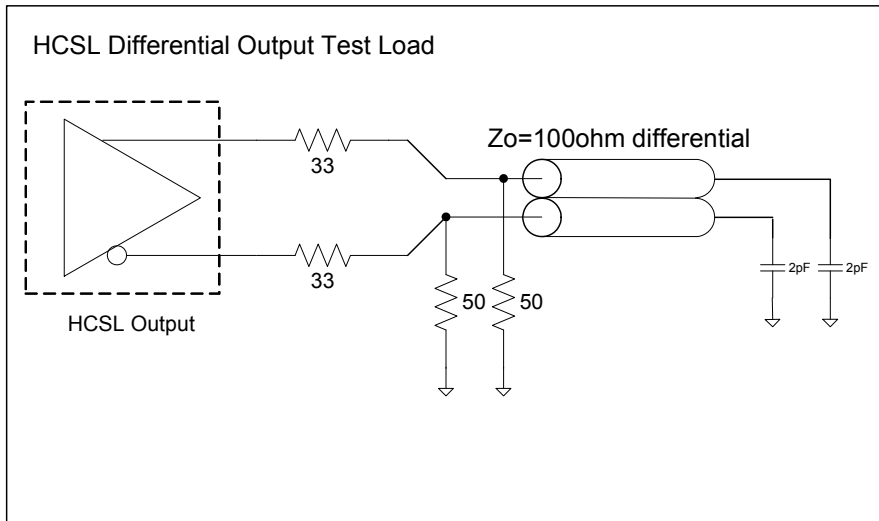 HCSL Differential Output Test Load
Zo=100ohm differential
33
33
50
50
2pF
2pF
HCSL Output